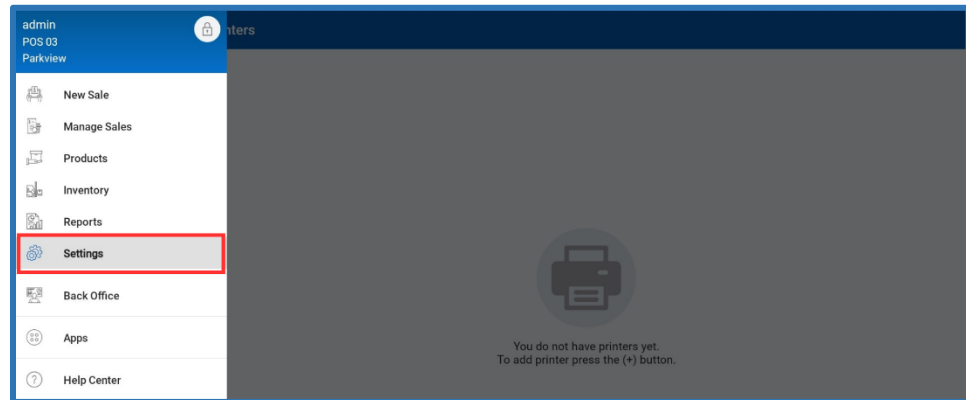 admin
POS 03
Parkview
nters
New Sale
Manage Sales
Products
Inventory
Reports
Settings
Back Office
Apps
Help Center
You do not have printers yet.
To add printer press the (+) button.